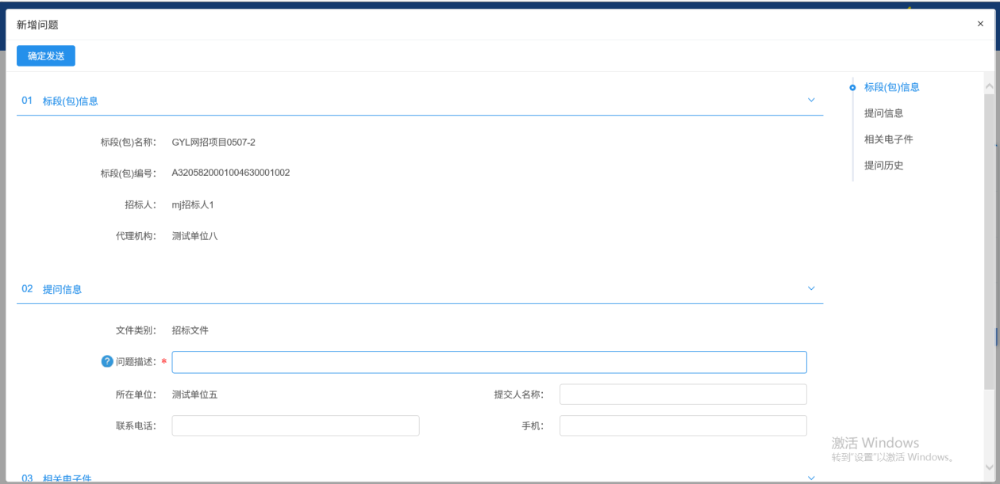 新增问题
×
确定发送
01 标段(包)信息
标段(包)名称： GYL网招项目0507-2
标段(包)编号： A3205820001004630001002
招标人： mj招标人1
代理机构： 测试单位八
02 提问信息
文件类别： 招标文件
? 问题描述：*
所在单位： 测试单位五 提交人名称：
联系电话： 手机：
03 相关电子件
标段(包)信息
提问信息
相关电子件
提问历史
激活 Windows
转到"设置"以激活 Windows。